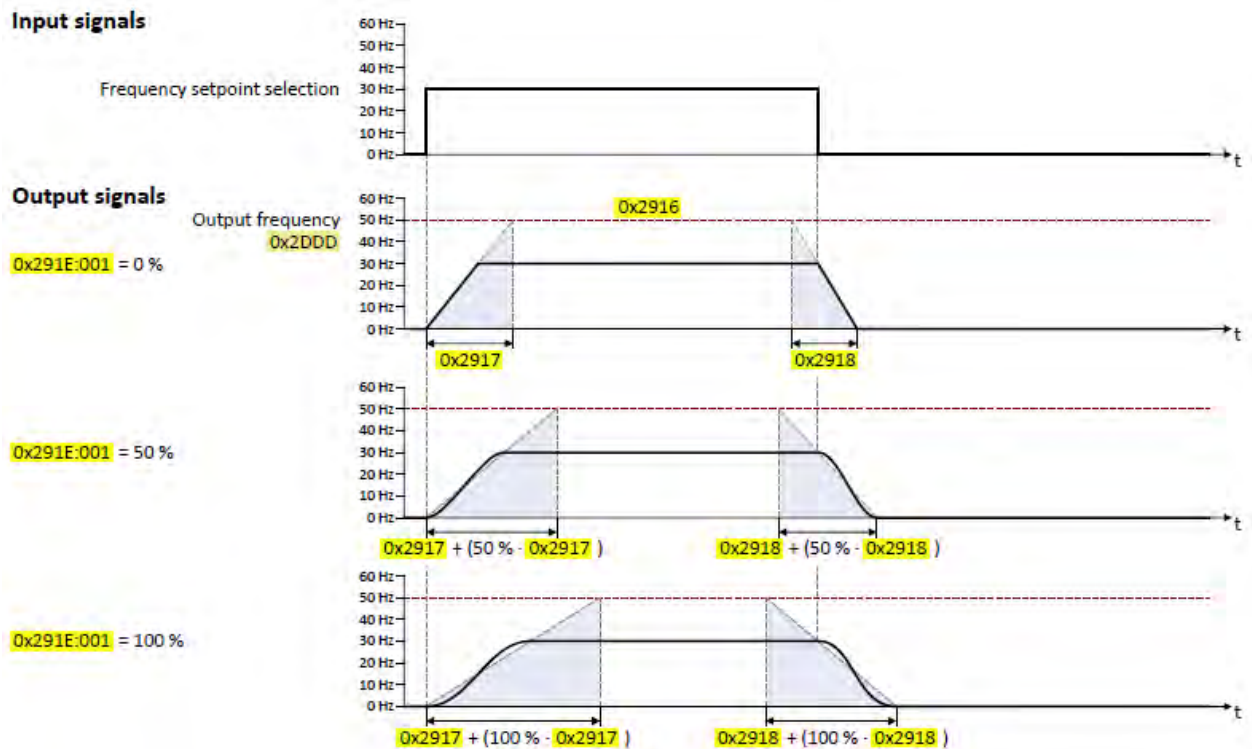 Input signals
60 Hz
50 Hz
40 Hz
30 Hz
20 Hz
10 Hz
0 Hz
Frequency setpoint selection
t
Output signals
Output frequency
0x2DDD
60 Hz
50 Hz
40 Hz
30 Hz
20 Hz
10 Hz
0 Hz
0x2916
0x291E:001 = 0 %
t
0x2917
0x2918
60 Hz
50 Hz
40 Hz
30 Hz
20 Hz
10 Hz
0 Hz
0x291E:001 = 50 %
t
0x2917 + (50 % - 0x2917 )
0x2918 + (50 % - 0x2918 )
60 Hz
50 Hz
40 Hz
30 Hz
20 Hz
10 Hz
0 Hz
0x291E:001 = 100 %
t
0x2917 + (100 % - 0x2917 )
0x2918 + (100 % - 0x2918 )